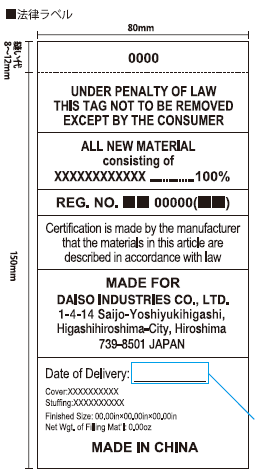 ■法律ラベル
80mm
縫い代
8~12mm
0000
UNDER PENALTY OF LAW
THIS TAG NOT TO BE REMOVED
EXCEPT BY THE CONSUMER
ALL NEW MATERIAL
consisting of
XXXXXXXXXXXX ..............100%
REG. NO. ■■ 00000(■■)
Certification is made by the manufacturer
that the materials in this article are
described in accordance with law
150mm
MADE FOR
DAISO INDUSTRIES CO., LTD.
1-4-14 Saijo-Yoshiyukihigashi,
Higashihiroshima-City, Hiroshima
739-8501 JAPAN
Date of Delivery:
Cover:XXXXXXXXXX
Stuffing:XXXXXXXXXX
Finished Size: 00.00in×00.00in×00.00in
Net Wgt. of Filling Mat'l: 0.00oz
MADE IN CHINA